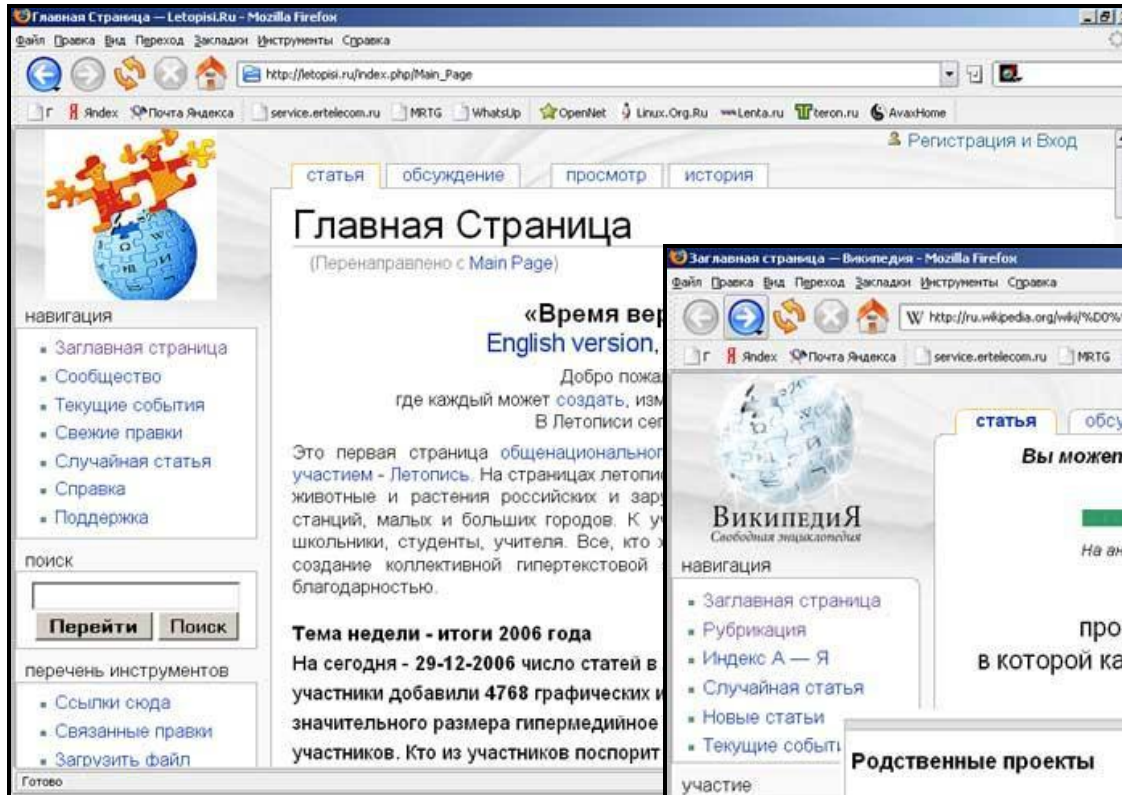 Главная Страница — Letopisi.Ru - Mozilla Firefox
Файл Правка Вид Переход Закладки Инструменты Справка
http://letopisi.ru/index.php/Main_Page
Г Яndex Почта Яндекса service.ertelecom.ru MRTG WhatsUp OpenNet Linux.Org.Ru Lenta.ru teron.ru AvaxHome
Регистрация и Вход
статья обсуждение просмотр история
Главная Страница
(Перенаправлено с Main Page)
«Время вер
English version,
Добро пожа
где каждый может создать, изм
В Летописи сег
Это первая страница общенациональног
участием - Летопись. На страницах летопис
животные и растения российских и зару
станций, малых и больших городов. К уч
школьники, студенты, учителя. Все, кто х
создание коллективной гипертекстовой
благодарностью.
Тема недели - итоги 2006 года
На сегодня - 29-12-2006 число статей в
участники добавили 4768 графических и
значительного размера гипермедийное
участников. Кто из участников поспорит
навигация
Заглавная страница
Сообщество
Текущие события
Свежие правки
Случайная статья
Справка
Поддержка
поиск
Перейти Поиск
перечень инструментов
Ссылки сюда
Связанные правки
Загрузить файл
Готово
Заглавная страница — Википедия - Mozilla Firefox
Файл Правка Вид Переход Закладки Инструменты Справка
W http://ru.wikipedia.org/wiki/%D0%
Г Яndex Почта Яндекса service.ertelecom.ru MRTG
ВикипедиЯ
Свободная энциклопедия
статья обсу
Вы может
На ан
про
в которой ка
навигация
Заглавная страница
Рубрикация
Индекс А — Я
Случайная статья
Новые статьи
Текущие событи
участие
Родственные проекты